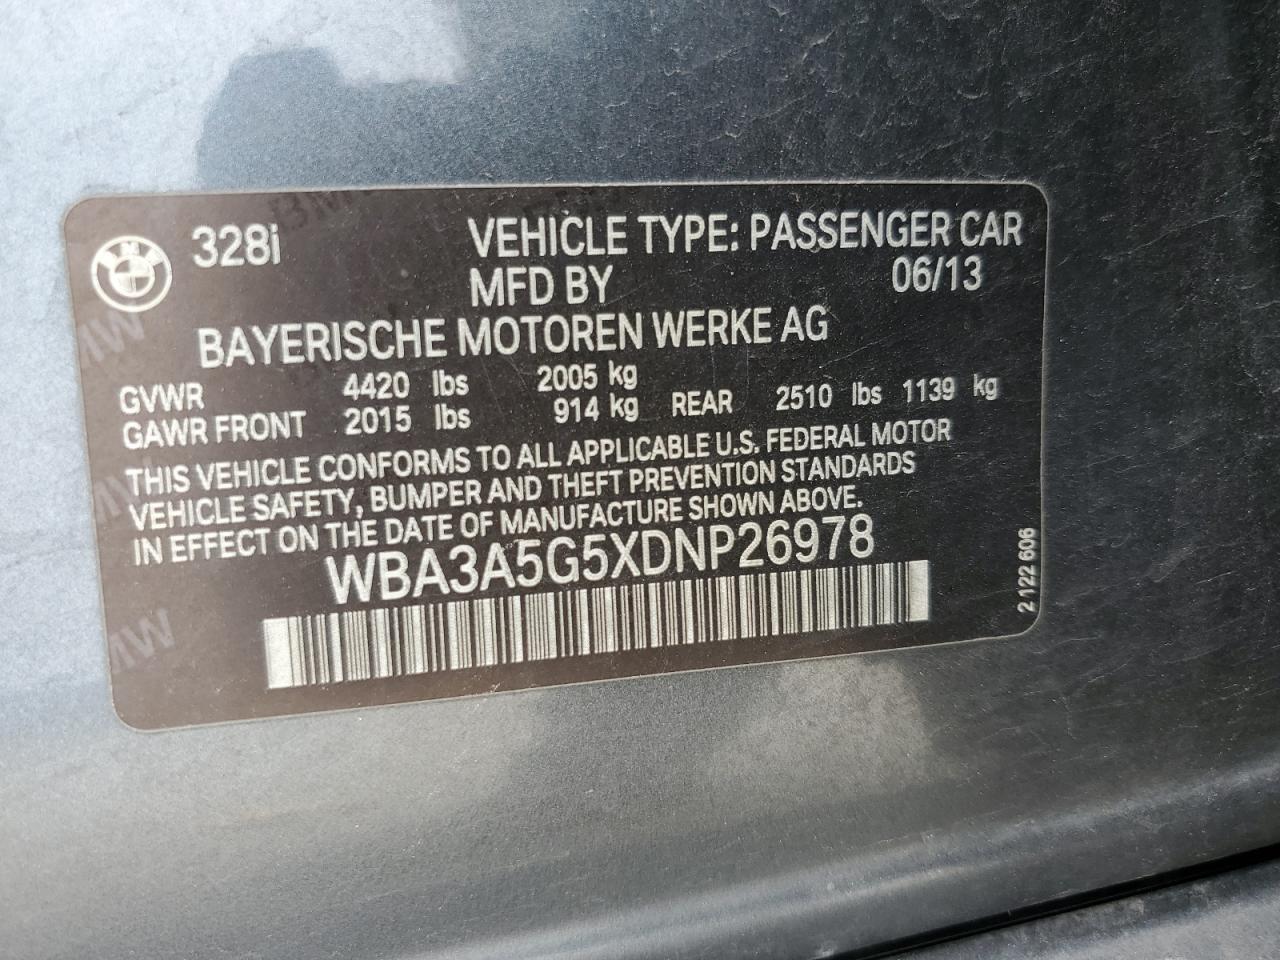 328i VEHICLE TYPE: PASSENGER CAR
MFD BY 06/13
BAYERISCHE MOTOREN WERKE AG
GVWR 4420 lbs 2005 kg
GAWR FRONT 2015 lbs 914 kg REAR 2510 lbs 1139 kg
THIS VEHICLE CONFORMS TO ALL APPLICABLE U.S. FEDERAL MOTOR
VEHICLE SAFETY, BUMPER AND THEFT PREVENTION STANDARDS
IN EFFECT ON THE DATE OF MANUFACTURE SHOWN ABOVE.
WBA3A5G5XDNP26978
2 122 606